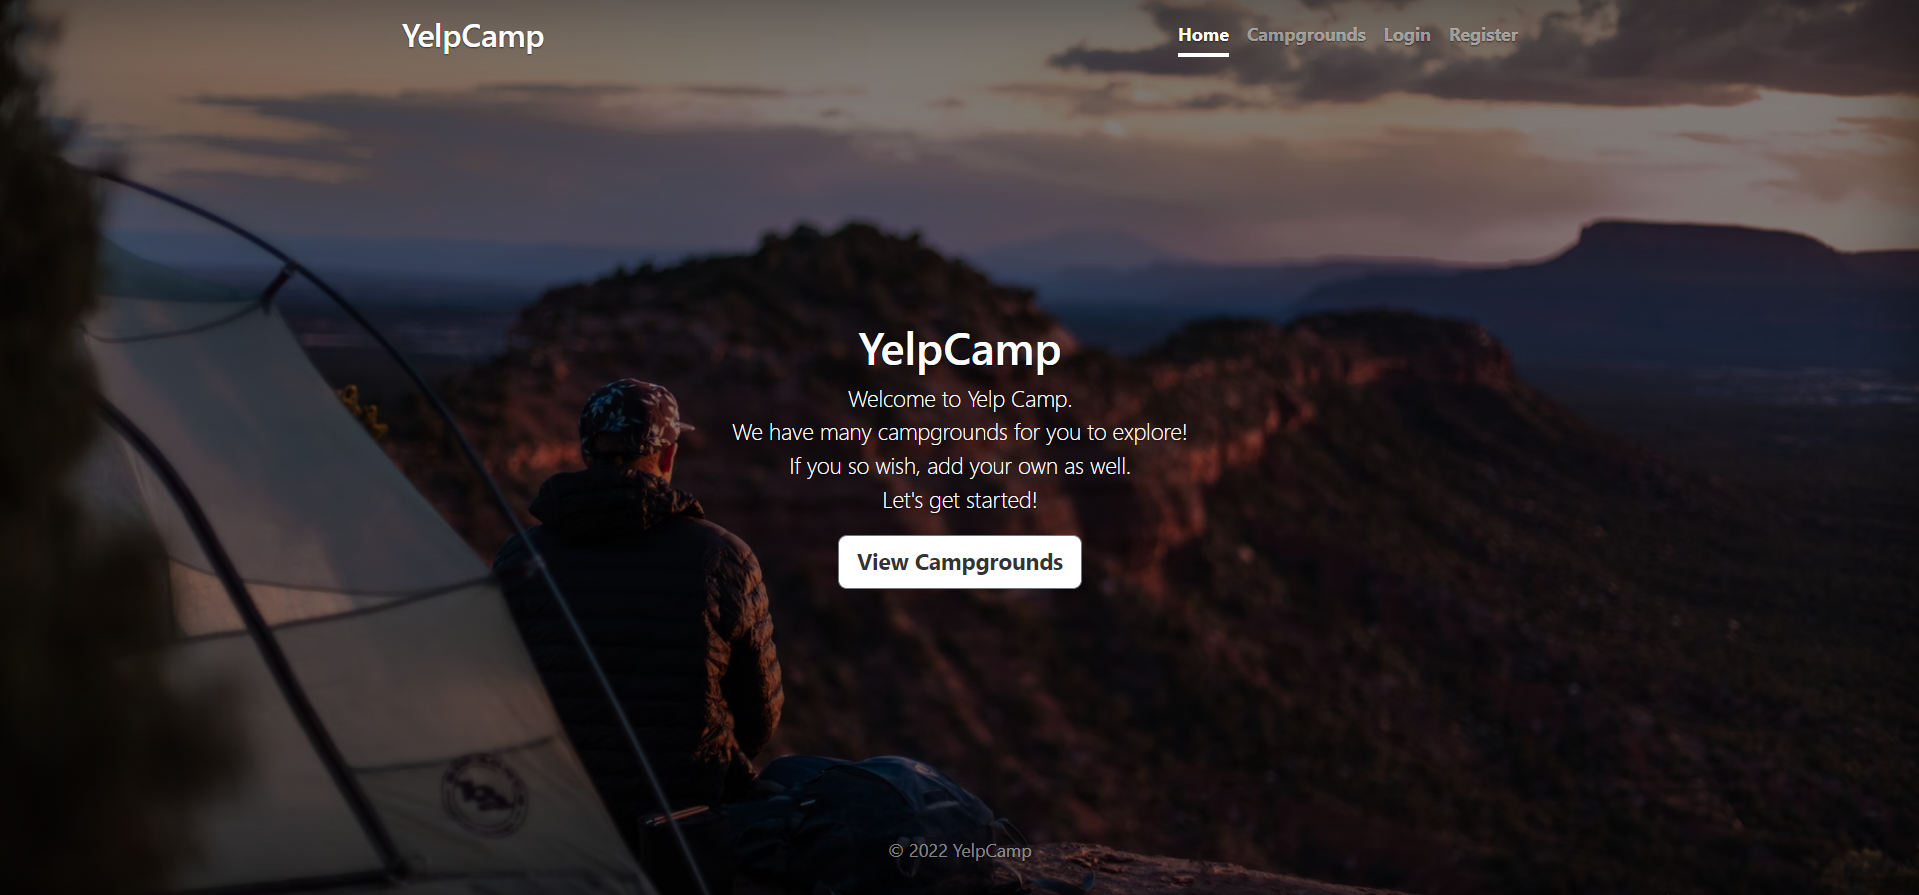 YelpCamp
Home Campgrounds Login Register
YelpCamp
Welcome to Yelp Camp.
We have many campgrounds for you to explore!
If you so wish, add your own as well.
Let's get started!
View Campgrounds
© 2022 YelpCamp